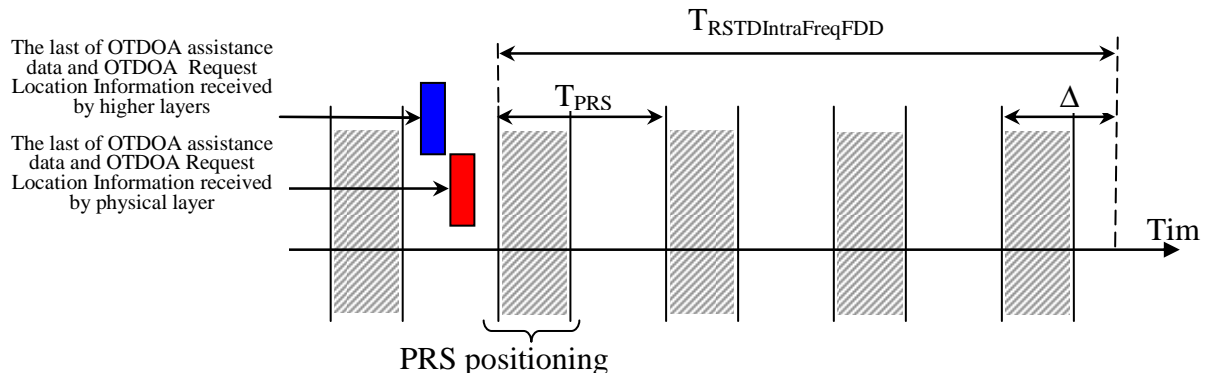 T_RSTDIntraFreqFDD
The last of OTDOA assistance
data and OTDOA Request
Location Information received
by higher layers
T_PRS
Δ
The last of OTDOA assistance
data and OTDOA Request
Location Information received
by physical layer
Tim
PRS positioning